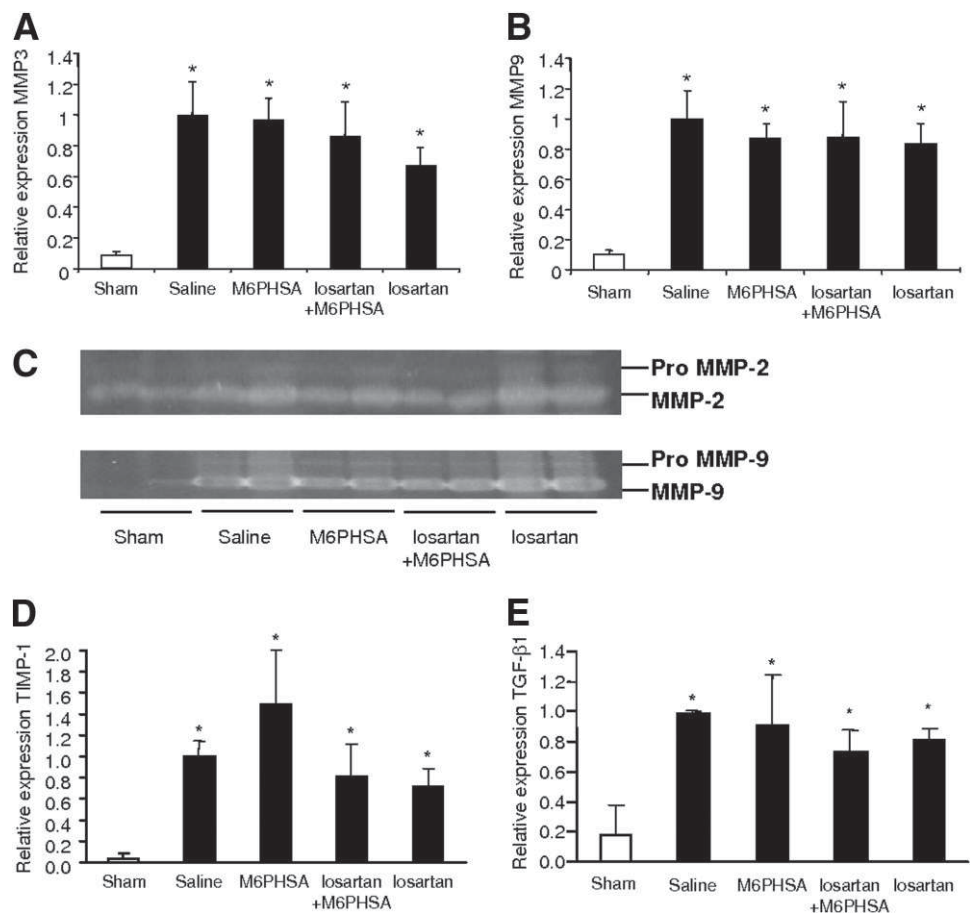 A
Relative expression MMP3
1.4
1.2
1
0.8
0.6
0.4
0.2
0
*
*
*
*
Sham
Saline
M6PHSA
losartan
+M6PHSA
losartan
B
Relative expression MMP9
1.4
1.2
1
0.8
0.6
0.4
0.2
0
*
*
*
*
Sham
Saline
M6PHSA
losartan
+M6PHSA
losartan
C
Pro MMP-2
MMP-2
Pro MMP-9
MMP-9
Sham
Saline
M6PHSA
losartan
+M6PHSA
losartan
D
Relative expression TIMP-1
2.0
1.8
1.6
1.4
1.2
1.0
0.8
0.6
0.4
0.2
0.0
*
*
*
*
Sham
Saline
M6PHSA
losartan
+M6PHSA
losartan
E
Relative expression TGF-β1
1.4
1.2
1.0
0.8
0.6
0.4
0.2
0.0
*
*
*
*
Sham
Saline
M6PHSA
losartan
+M6PHSA
losartan